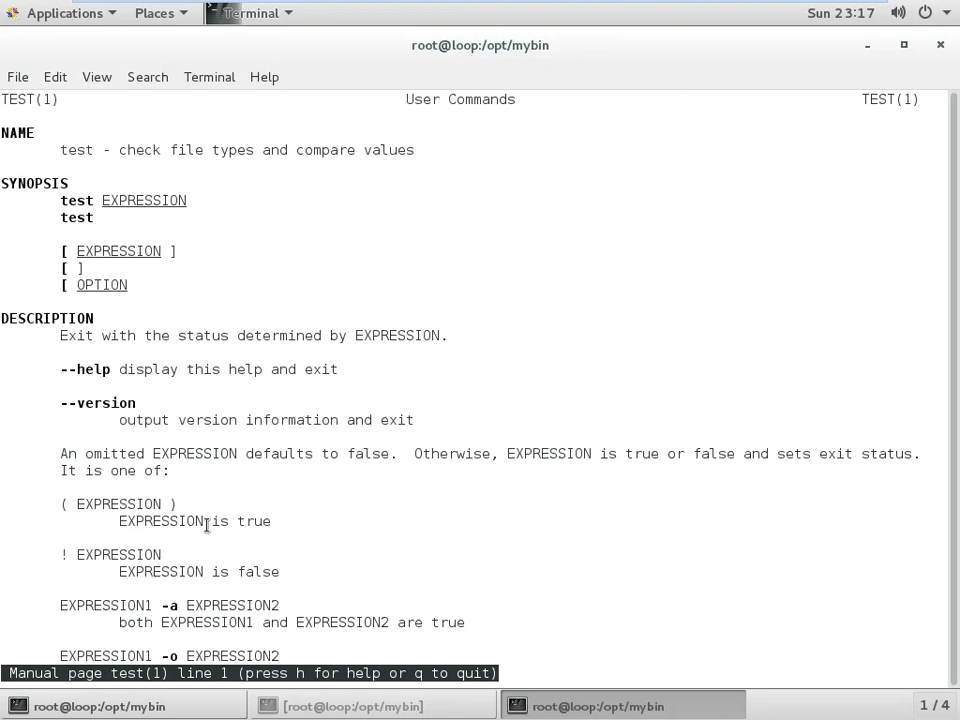 Applications Places Terminal Sun 23:17
root@loop:/opt/mybin
File Edit View Search Terminal Help
TEST(1) User Commands TEST(1)
NAME
test - check file types and compare values
SYNOPSIS
test EXPRESSION
test
[ EXPRESSION ]
[ ]
[ OPTION
DESCRIPTION
Exit with the status determined by EXPRESSION.
--help display this help and exit
--version
output version information and exit
An omitted EXPRESSION defaults to false. Otherwise, EXPRESSION is true or false and sets exit status.
It is one of:
( EXPRESSION )
EXPRESSION is true
! EXPRESSION
EXPRESSION is false
EXPRESSION1 -a EXPRESSION2
both EXPRESSION1 and EXPRESSION2 are true
EXPRESSION1 -o EXPRESSION2
Manual page test(1) line 1 (press h for help or q to quit)
root@loop:/opt/mybin [root@loop:/opt/mybin] root@loop:/opt/mybin 1 / 4